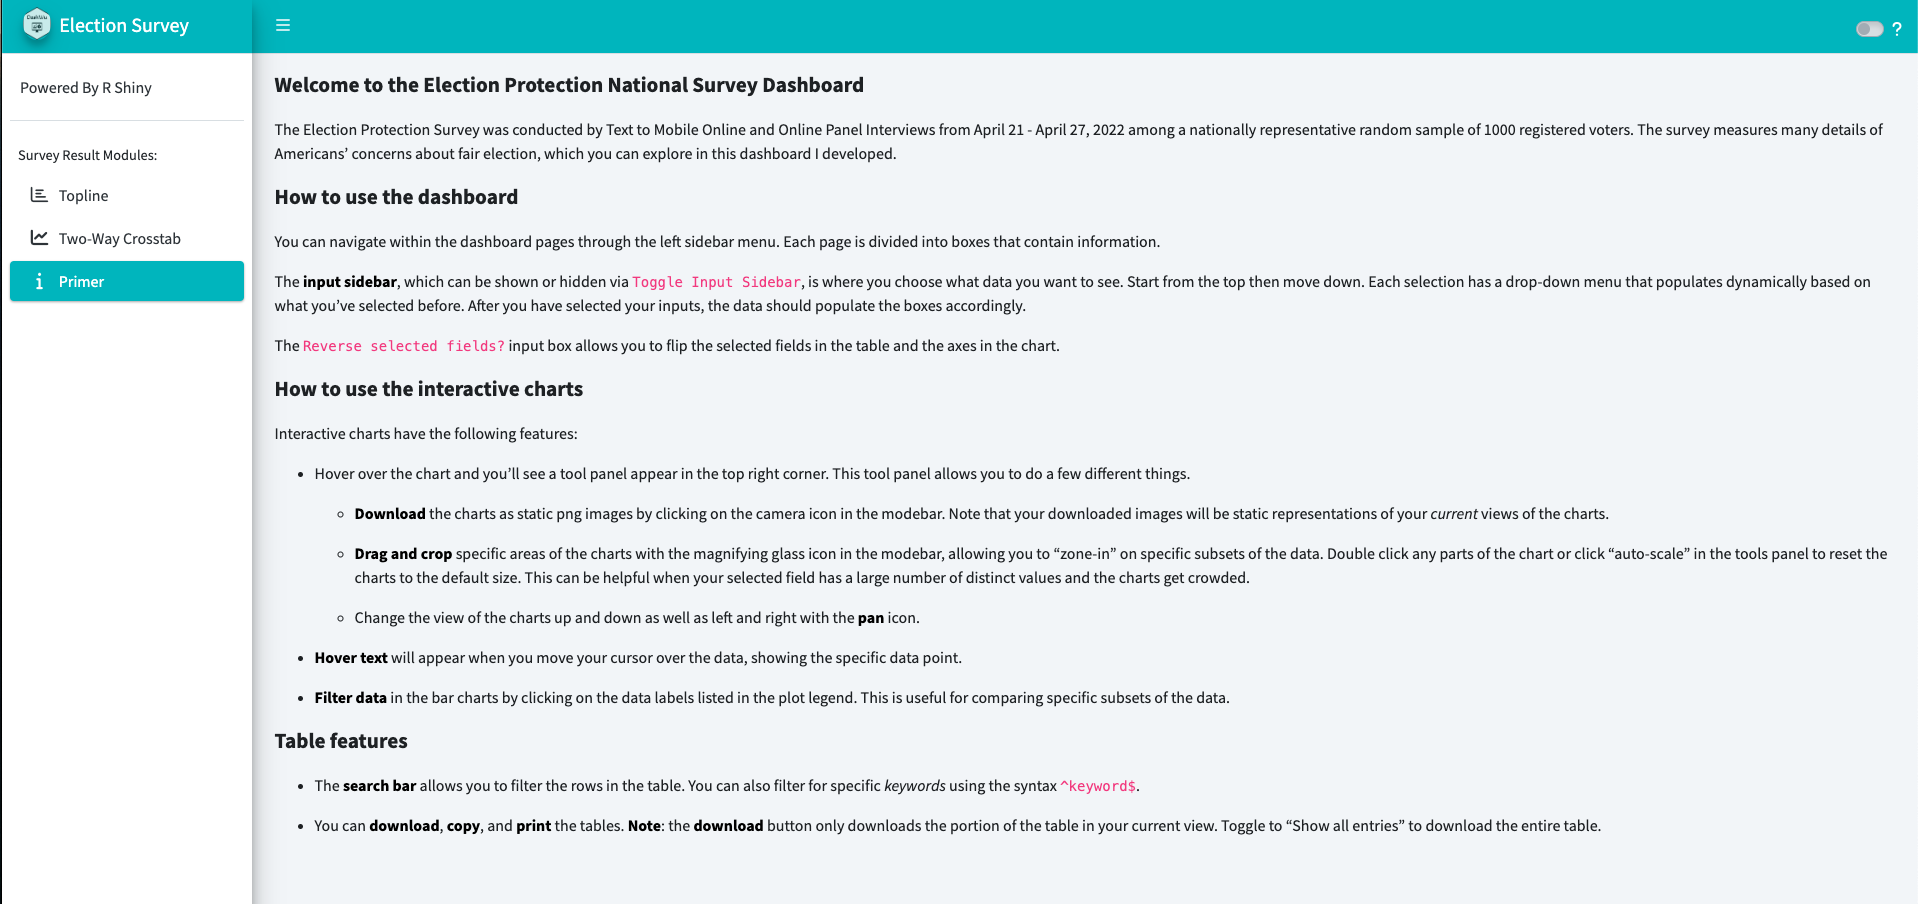 Election Survey
?
Powered By R Shiny
Survey Result Modules:
Topline
Two-Way Crosstab
Primer
Welcome to the Election Protection National Survey Dashboard
The Election Protection Survey was conducted by Text to Mobile Online and Online Panel Interviews from April 21 - April 27, 2022 among a nationally representative random sample of 1000 registered voters. The survey measures many details of
Americans’ concerns about fair election, which you can explore in this dashboard I developed.
How to use the dashboard
You can navigate within the dashboard pages through the left sidebar menu. Each page is divided into boxes that contain information.
The input sidebar, which can be shown or hidden via Toggle Input Sidebar, is where you choose what data you want to see. Start from the top then move down. Each selection has a drop-down menu that populates dynamically based on
what you’ve selected before. After you have selected your inputs, the data should populate the boxes accordingly.
The Reverse selected fields? input box allows you to flip the selected fields in the table and the axes in the chart.
How to use the interactive charts
Interactive charts have the following features:
• Hover over the chart and you’ll see a tool panel appear in the top right corner. This tool panel allows you to do a few different things.
◦ Download the charts as static png images by clicking on the camera icon in the modebar. Note that your downloaded images will be static representations of your current views of the charts.
◦ Drag and crop specific areas of the charts with the magnifying glass icon in the modebar, allowing you to “zone-in” on specific subsets of the data. Double click any parts of the chart or click “auto-scale” in the tools panel to reset the
charts to the default size. This can be helpful when your selected field has a large number of distinct values and the charts get crowded.
◦ Change the view of the charts up and down as well as left and right with the pan icon.
• Hover text will appear when you move your cursor over the data, showing the specific data point.
• Filter data in the bar charts by clicking on the data labels listed in the plot legend. This is useful for comparing specific subsets of the data.
Table features
• The search bar allows you to filter the rows in the table. You can also filter for specific keywords using the syntax ^keyword$.
• You can download, copy, and print the tables. Note: the download button only downloads the portion of the table in your current view. Toggle to “Show all entries” to download the entire table.